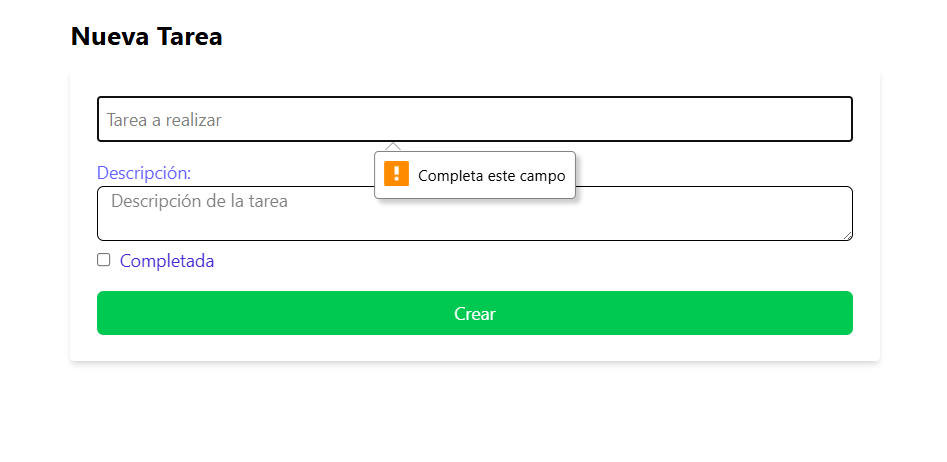 Nueva Tarea
Tarea a realizar
Completa este campo
Descripción:
Descripción de la tarea
Completada
Crear